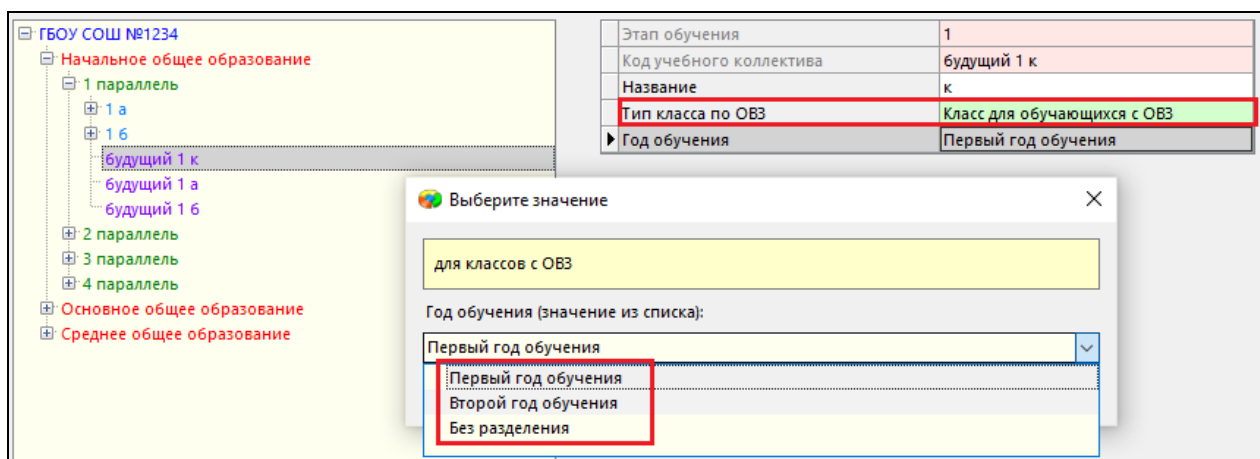 ГБОУ СОШ №1234
Начальное общее образование
1 параллель
1 а
1 б
будущий 1 к
будущий 1 а
будущий 1 б
2 параллель
3 параллель
4 параллель
Основное общее образование
Среднее общее образование
Этап обучения 1
Код учебного коллектива будущий 1 к
Название к
Тип класса по ОВЗ Класс для обучающихся с ОВЗ
Год обучения Первый год обучения
Выберите значение
для классов с ОВЗ
Год обучения (значение из списка):
Первый год обучения
Первый год обучения
Второй год обучения
Без разделения